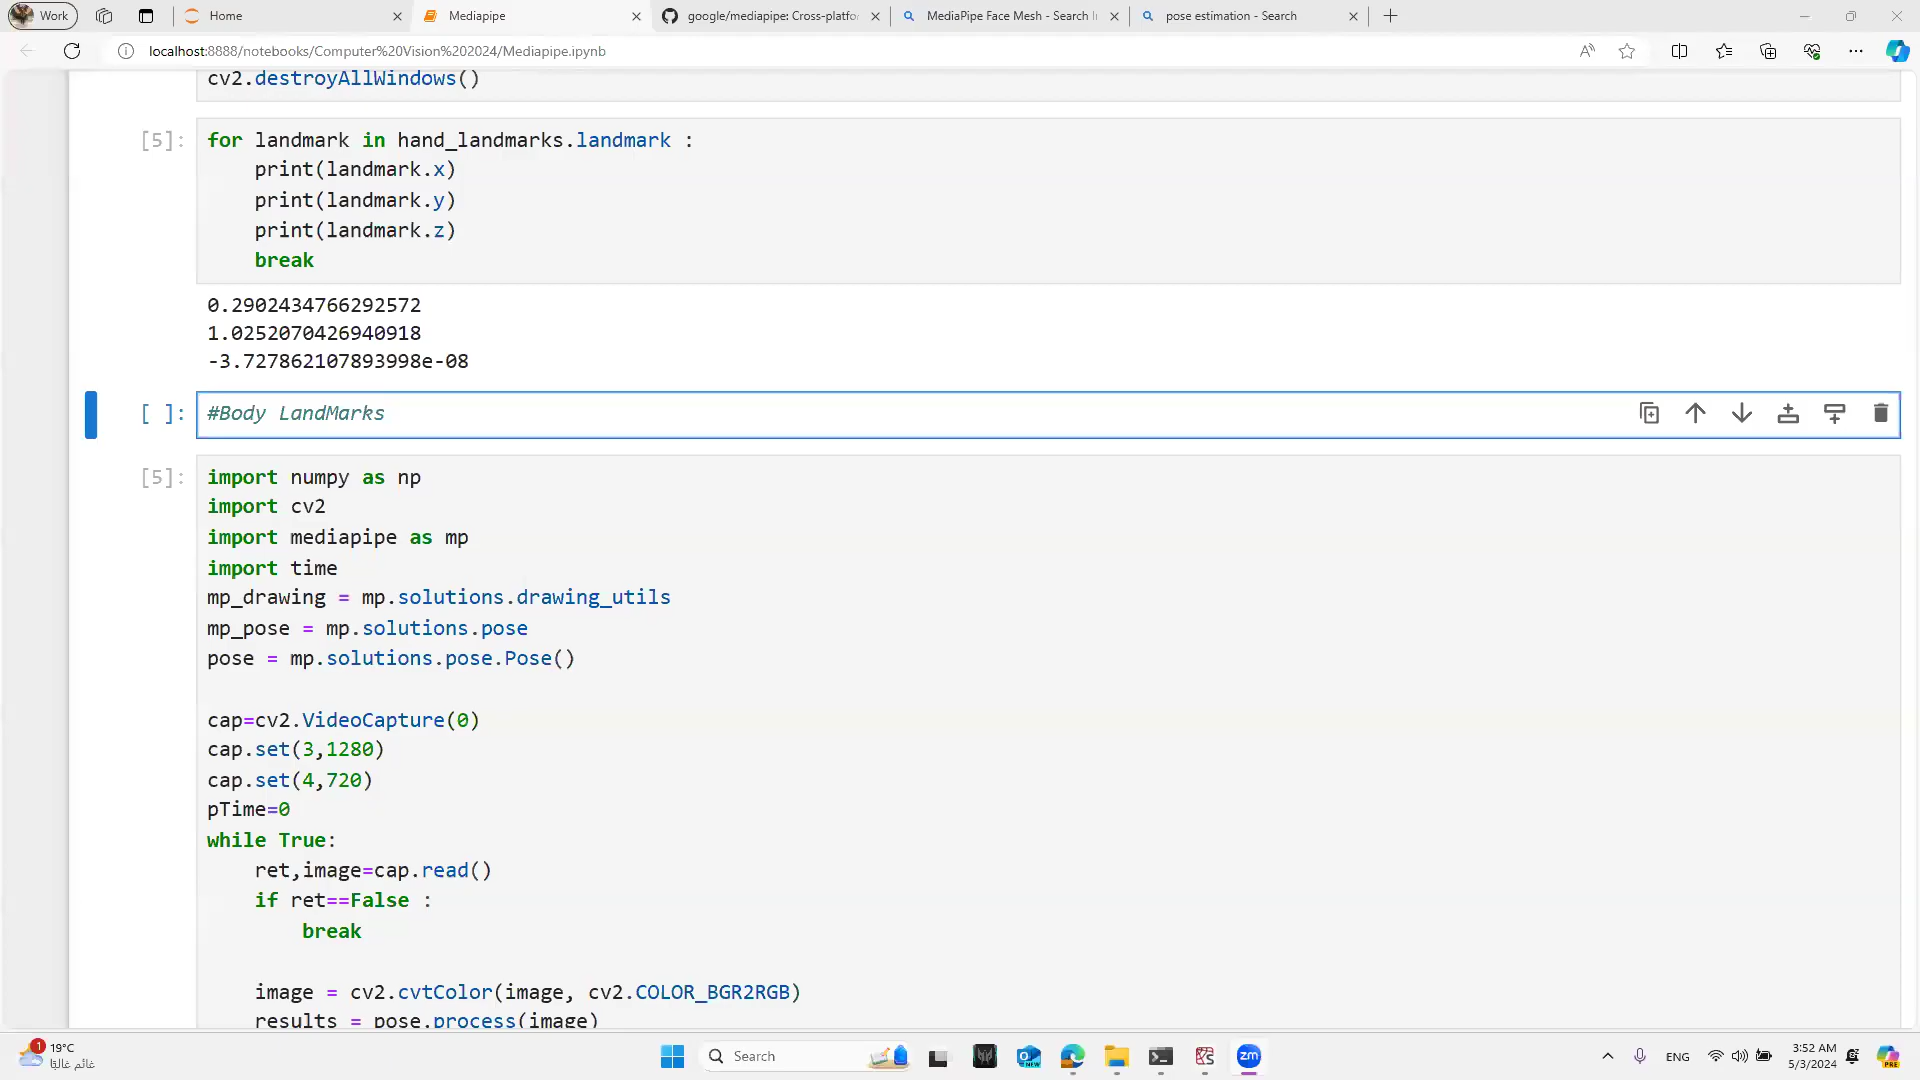 Work
Home
Mediapipe
google/mediapipe: Cross-platfo
MediaPipe Face Mesh - Search I
pose estimation - Search
localhost:8888/notebooks/Computer%20Vision%202024/Mediapipe.ipynb
cv2.destroyAllWindows()
[5]: for landmark in hand_landmarks.landmark :
print(landmark.x)
print(landmark.y)
print(landmark.z)
break
0.2902434766292572
1.0252070426940918
-3.727862107893998e-08
[ ]: #Body LandMarks
[5]: import numpy as np
import cv2
import mediapipe as mp
import time
mp_drawing = mp.solutions.drawing_utils
mp_pose = mp.solutions.pose
pose = mp.solutions.pose.Pose()
cap=cv2.VideoCapture(0)
cap.set(3,1280)
cap.set(4,720)
pTime=0
while True:
ret,image=cap.read()
if ret==False :
break
image = cv2.cvtColor(image, cv2.COLOR_BGR2RGB)
results = pose.process(image)
1
19°C
غائم غالبًا
Search
NEW
zm
ENG
3:52 AM
5/3/2024
PRE